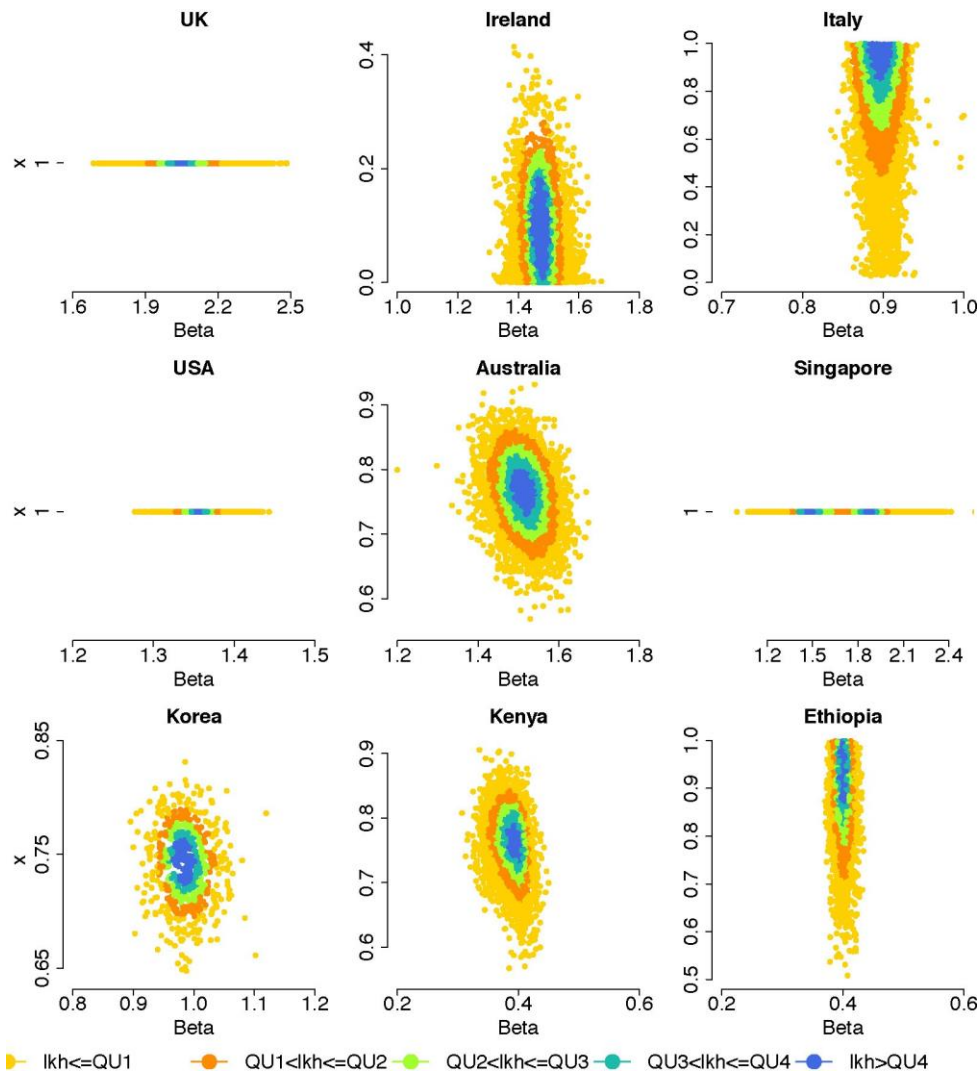 UK Ireland Italy
x
1
1.6 1.9 2.2 2.5
Beta
0.0 0.2 0.4
1.0 1.2 1.4 1.6 1.8
Beta
0.0 0.2 0.4 0.6 0.8 1.0
0.7 0.8 0.9 1.0
Beta
USA Australia Singapore
x
1
1.2 1.3 1.4 1.5
Beta
0.6 0.7 0.8 0.9
1.2 1.4 1.6 1.8
Beta
1
1.2 1.5 1.8 2.1 2.4
Beta
Korea Kenya Ethiopia
x
0.65 0.75 0.85
0.8 0.9 1.0 1.1 1.2
Beta
0.6 0.7 0.8 0.9
0.2 0.4 0.6
Beta
0.5 0.6 0.7 0.8 0.9 1.0
0.2 0.4 0.6
Beta
lkh<=QU1 QU1<lkh<=QU2 QU2<lkh<=QU3 QU3<lkh<=QU4 lkh>QU4